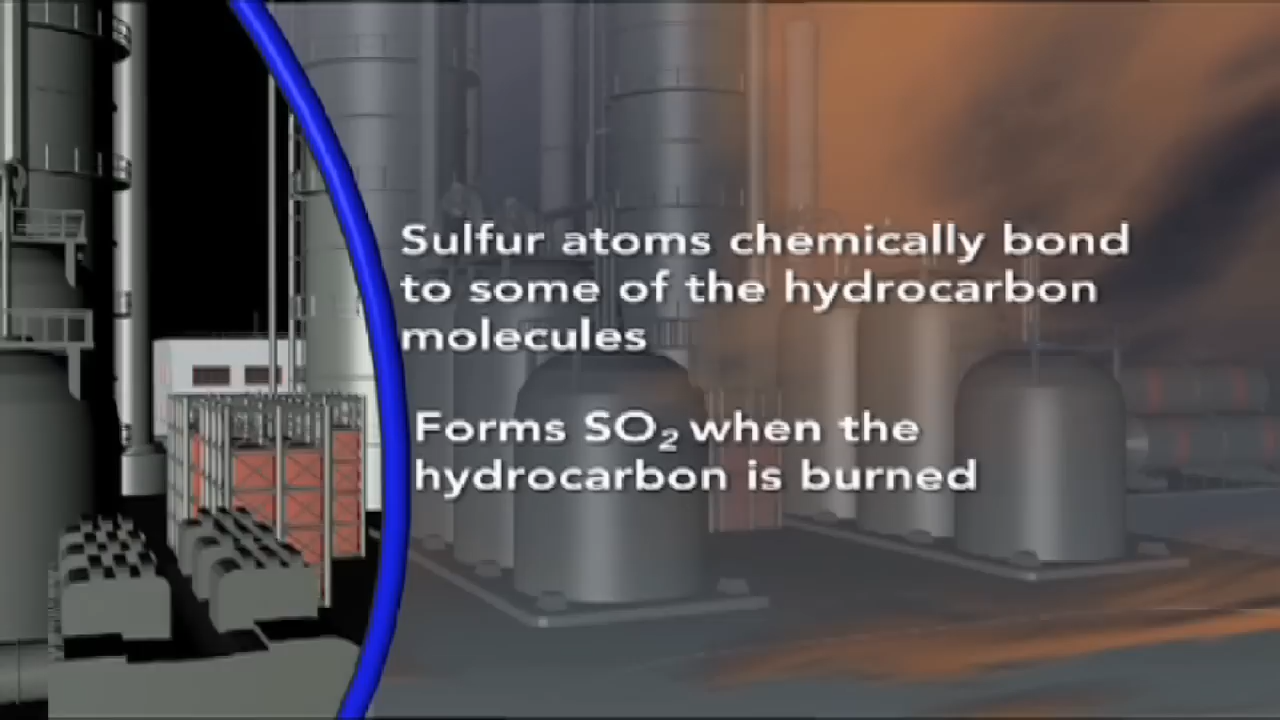 Sulfur atoms chemically bond
to some of the hydrocarbon
molecules
Forms SO₂ when the
hydrocarbon is burned